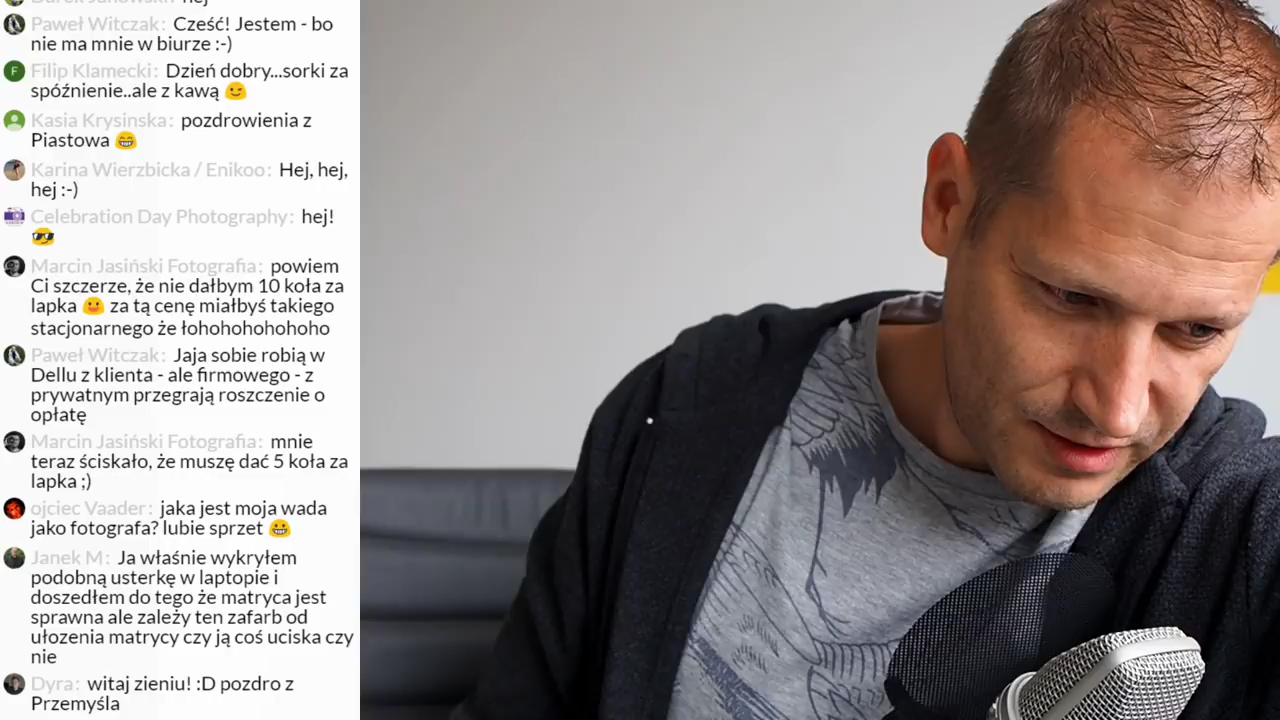 Darek Janowski: hej
Paweł Witczak: Cześć! Jestem - bo
nie ma mnie w biurze :-)
F Filip Klamecki: Dzień dobry...sorki za
spóźnienie..ale z kawą 😉
Kasia Krysinska: pozdrowienia z
Piastowa 😁
Karina Wierzbicka / Enikoo: Hej, hej,
hej :-)
Celebration Day Photography: hej!
😎
Marcin Jasiński Fotografia: powiem
Ci szczerze, że nie dałbym 10 koła za
lapka 😛 za tą cenę miałbyś takiego
stacjonarnego że łohohohohohoho
Paweł Witczak: Jaja sobie robią w
Dellu z klienta - ale firmowego - z
prywatnym przegrają roszczenie o
opłatę
Marcin Jasiński Fotografia: mnie
teraz ściskało, że muszę dać 5 koła za
lapka ;)
ojciec Vaader: jaka jest moja wada
jako fotografa? lubie sprzet 😀
Janek M: Ja właśnie wykryłem
podobną usterkę w laptopie i
doszedłem do tego że matryca jest
sprawna ale zależy ten zafarb od
ułozenia matrycy czy ją coś uciska czy
nie
Dyra: witaj zieniu! :D pozdro z
Przemyśla